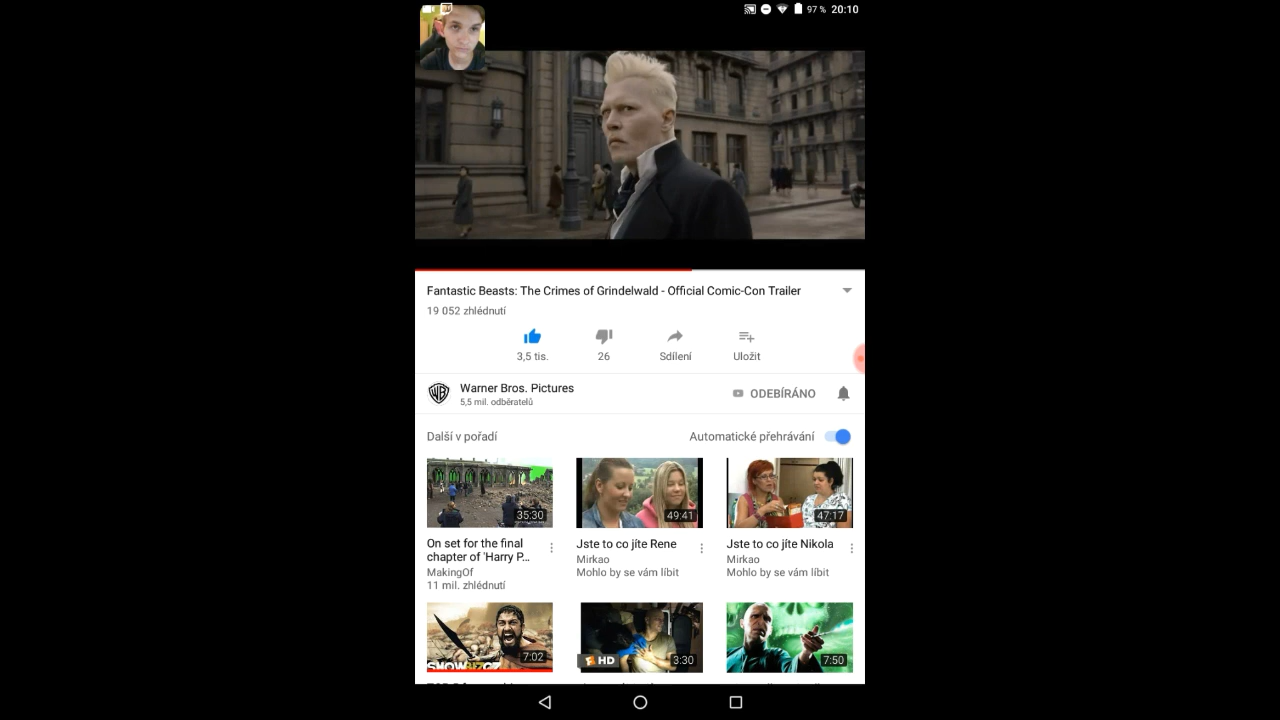 97 % 20:10
Fantastic Beasts: The Crimes of Grindelwald - Official Comic-Con Trailer
19 052 zhlédnutí
3,5 tis. 26 Sdílení Uložit
WB
Warner Bros. Pictures
5,5 mil. odběratelů
ODEBÍRÁNO
Další v pořadí Automatické přehrávání
35:30
49:41
47:17
On set for the final
chapter of 'Harry P...
MakingOf
11 mil. zhlédnutí
Jste to co jíte Rene
Mirkao
Mohlo by se vám líbit
Jste to co jíte Nikola
Mirkao
Mohlo by se vám líbit
7:02
HD
3:30
7:50